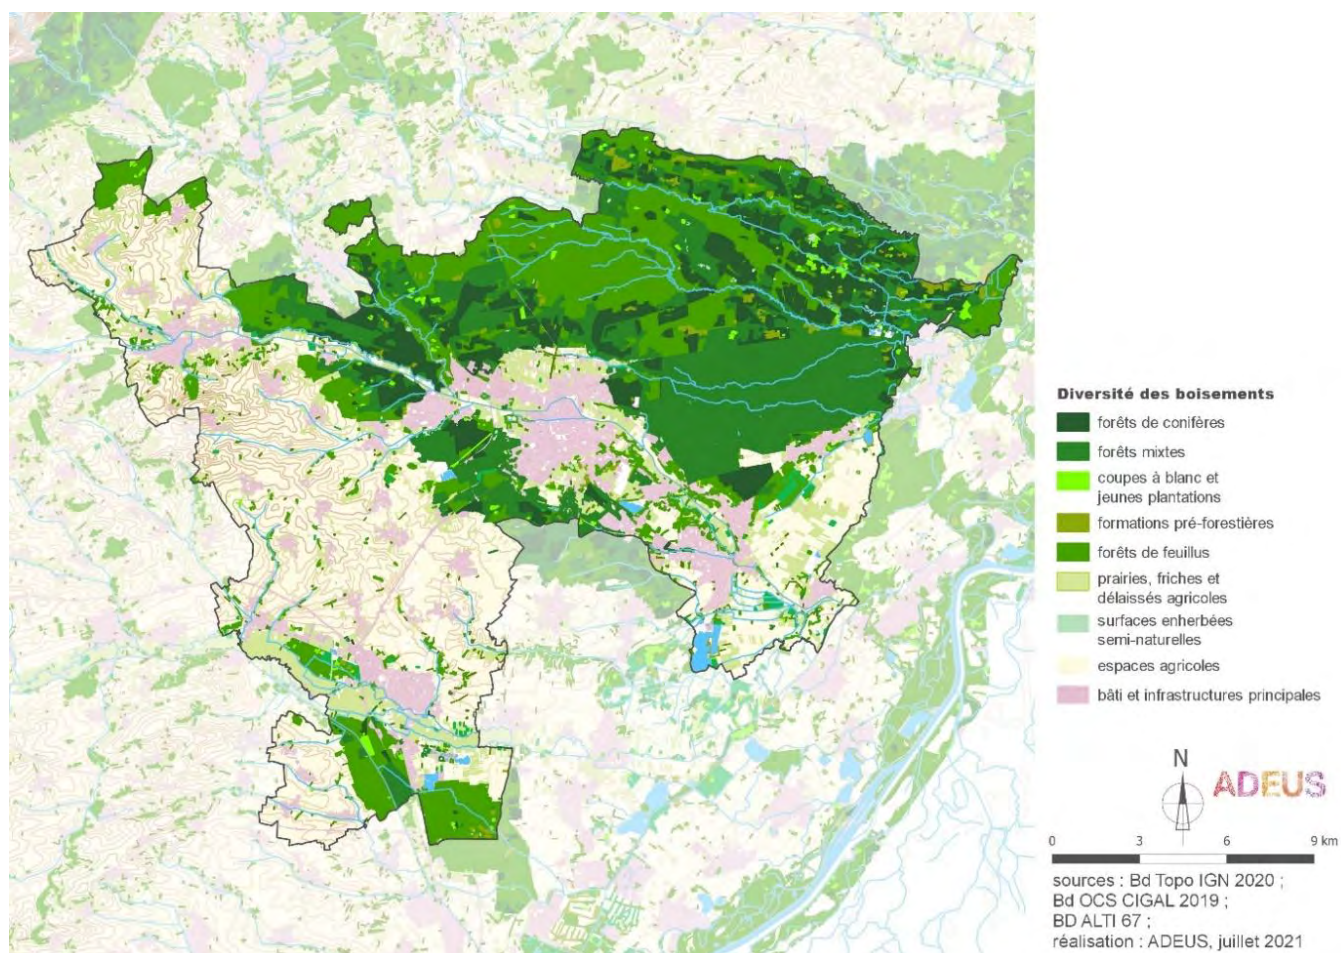 Diversité des boisements
forêts de conifères
forêts mixtes
coupes à blanc et
jeunes plantations
formations pré-forestières
forêts de feuillus
prairies, friches et
délaissés agricoles
surfaces enherbées
semi-naturelles
espaces agricoles
bâti et infrastructures principales
N
ADEUS
0 3 6 9 km
sources : Bd Topo IGN 2020 ;
Bd OCS CIGAL 2019 ;
BD ALTI 67 ;
réalisation : ADEUS, juillet 2021